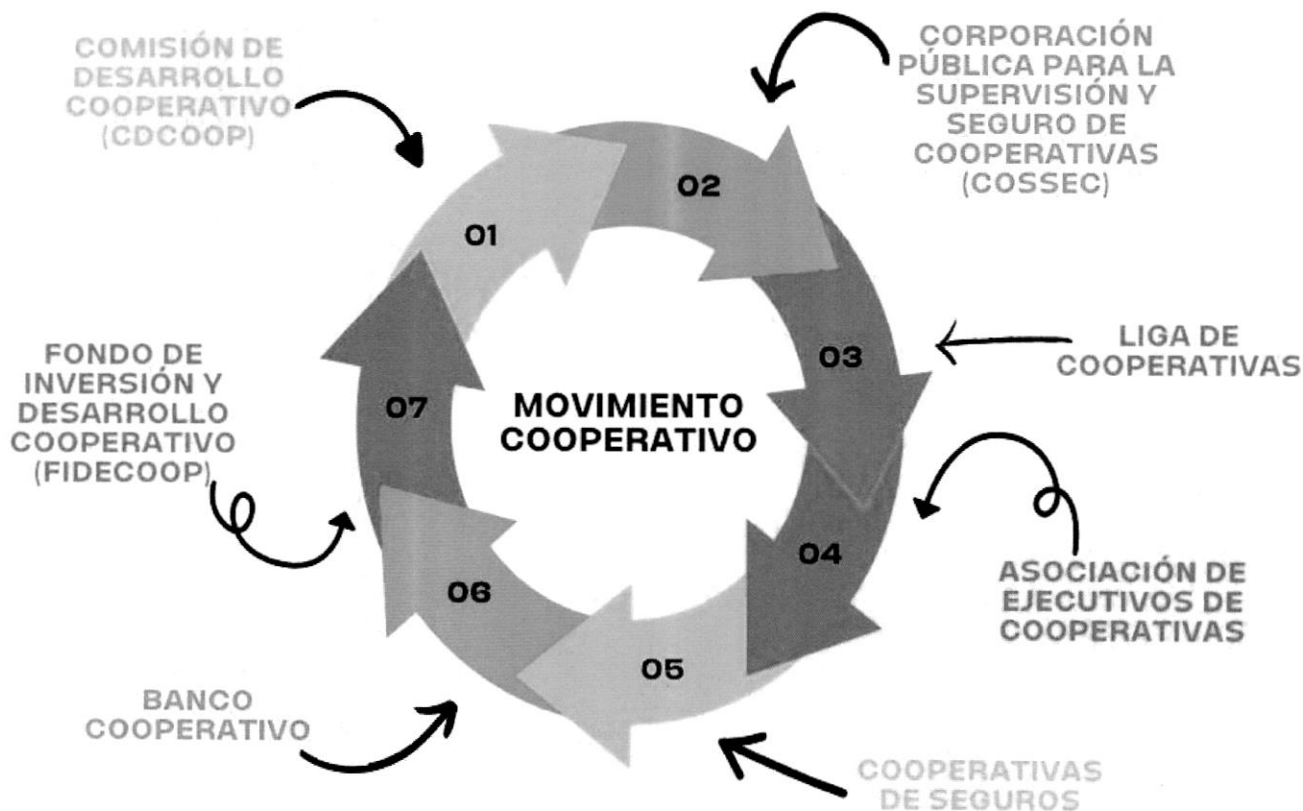 COMISIÓN DE
DESARROLLO
COOPERATIVO
(CDCOOP)
01
CORPORACIÓN
PÚBLICA PARA LA
SUPERVISIÓN Y
SEGURO DE
COOPERATIVAS
(COSSEC)
02
LIGA DE
COOPERATIVAS
03
ASOCIACIÓN DE
EJECUTIVOS DE
COOPERATIVAS
04
COOPERATIVAS
DE SEGUROS
05
BANCO
COOPERATIVO
06
FONDO DE
INVERSIÓN Y
DESARROLLO
COOPERATIVO
(FIDECOOP)
07
MOVIMIENTO
COOPERATIVO